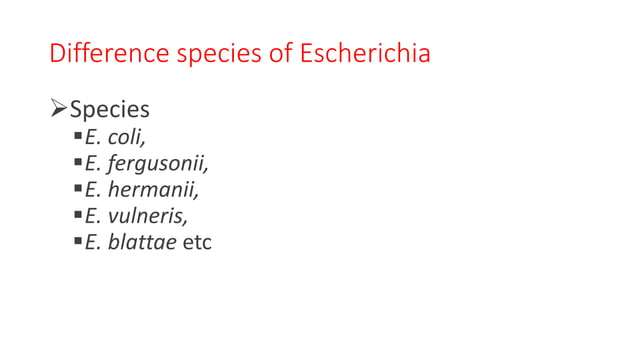 Difference species of Escherichia
➢Species
▪E. coli,
▪E. fergusonii,
▪E. hermanii,
▪E. vulneris,
▪E. blattae etc